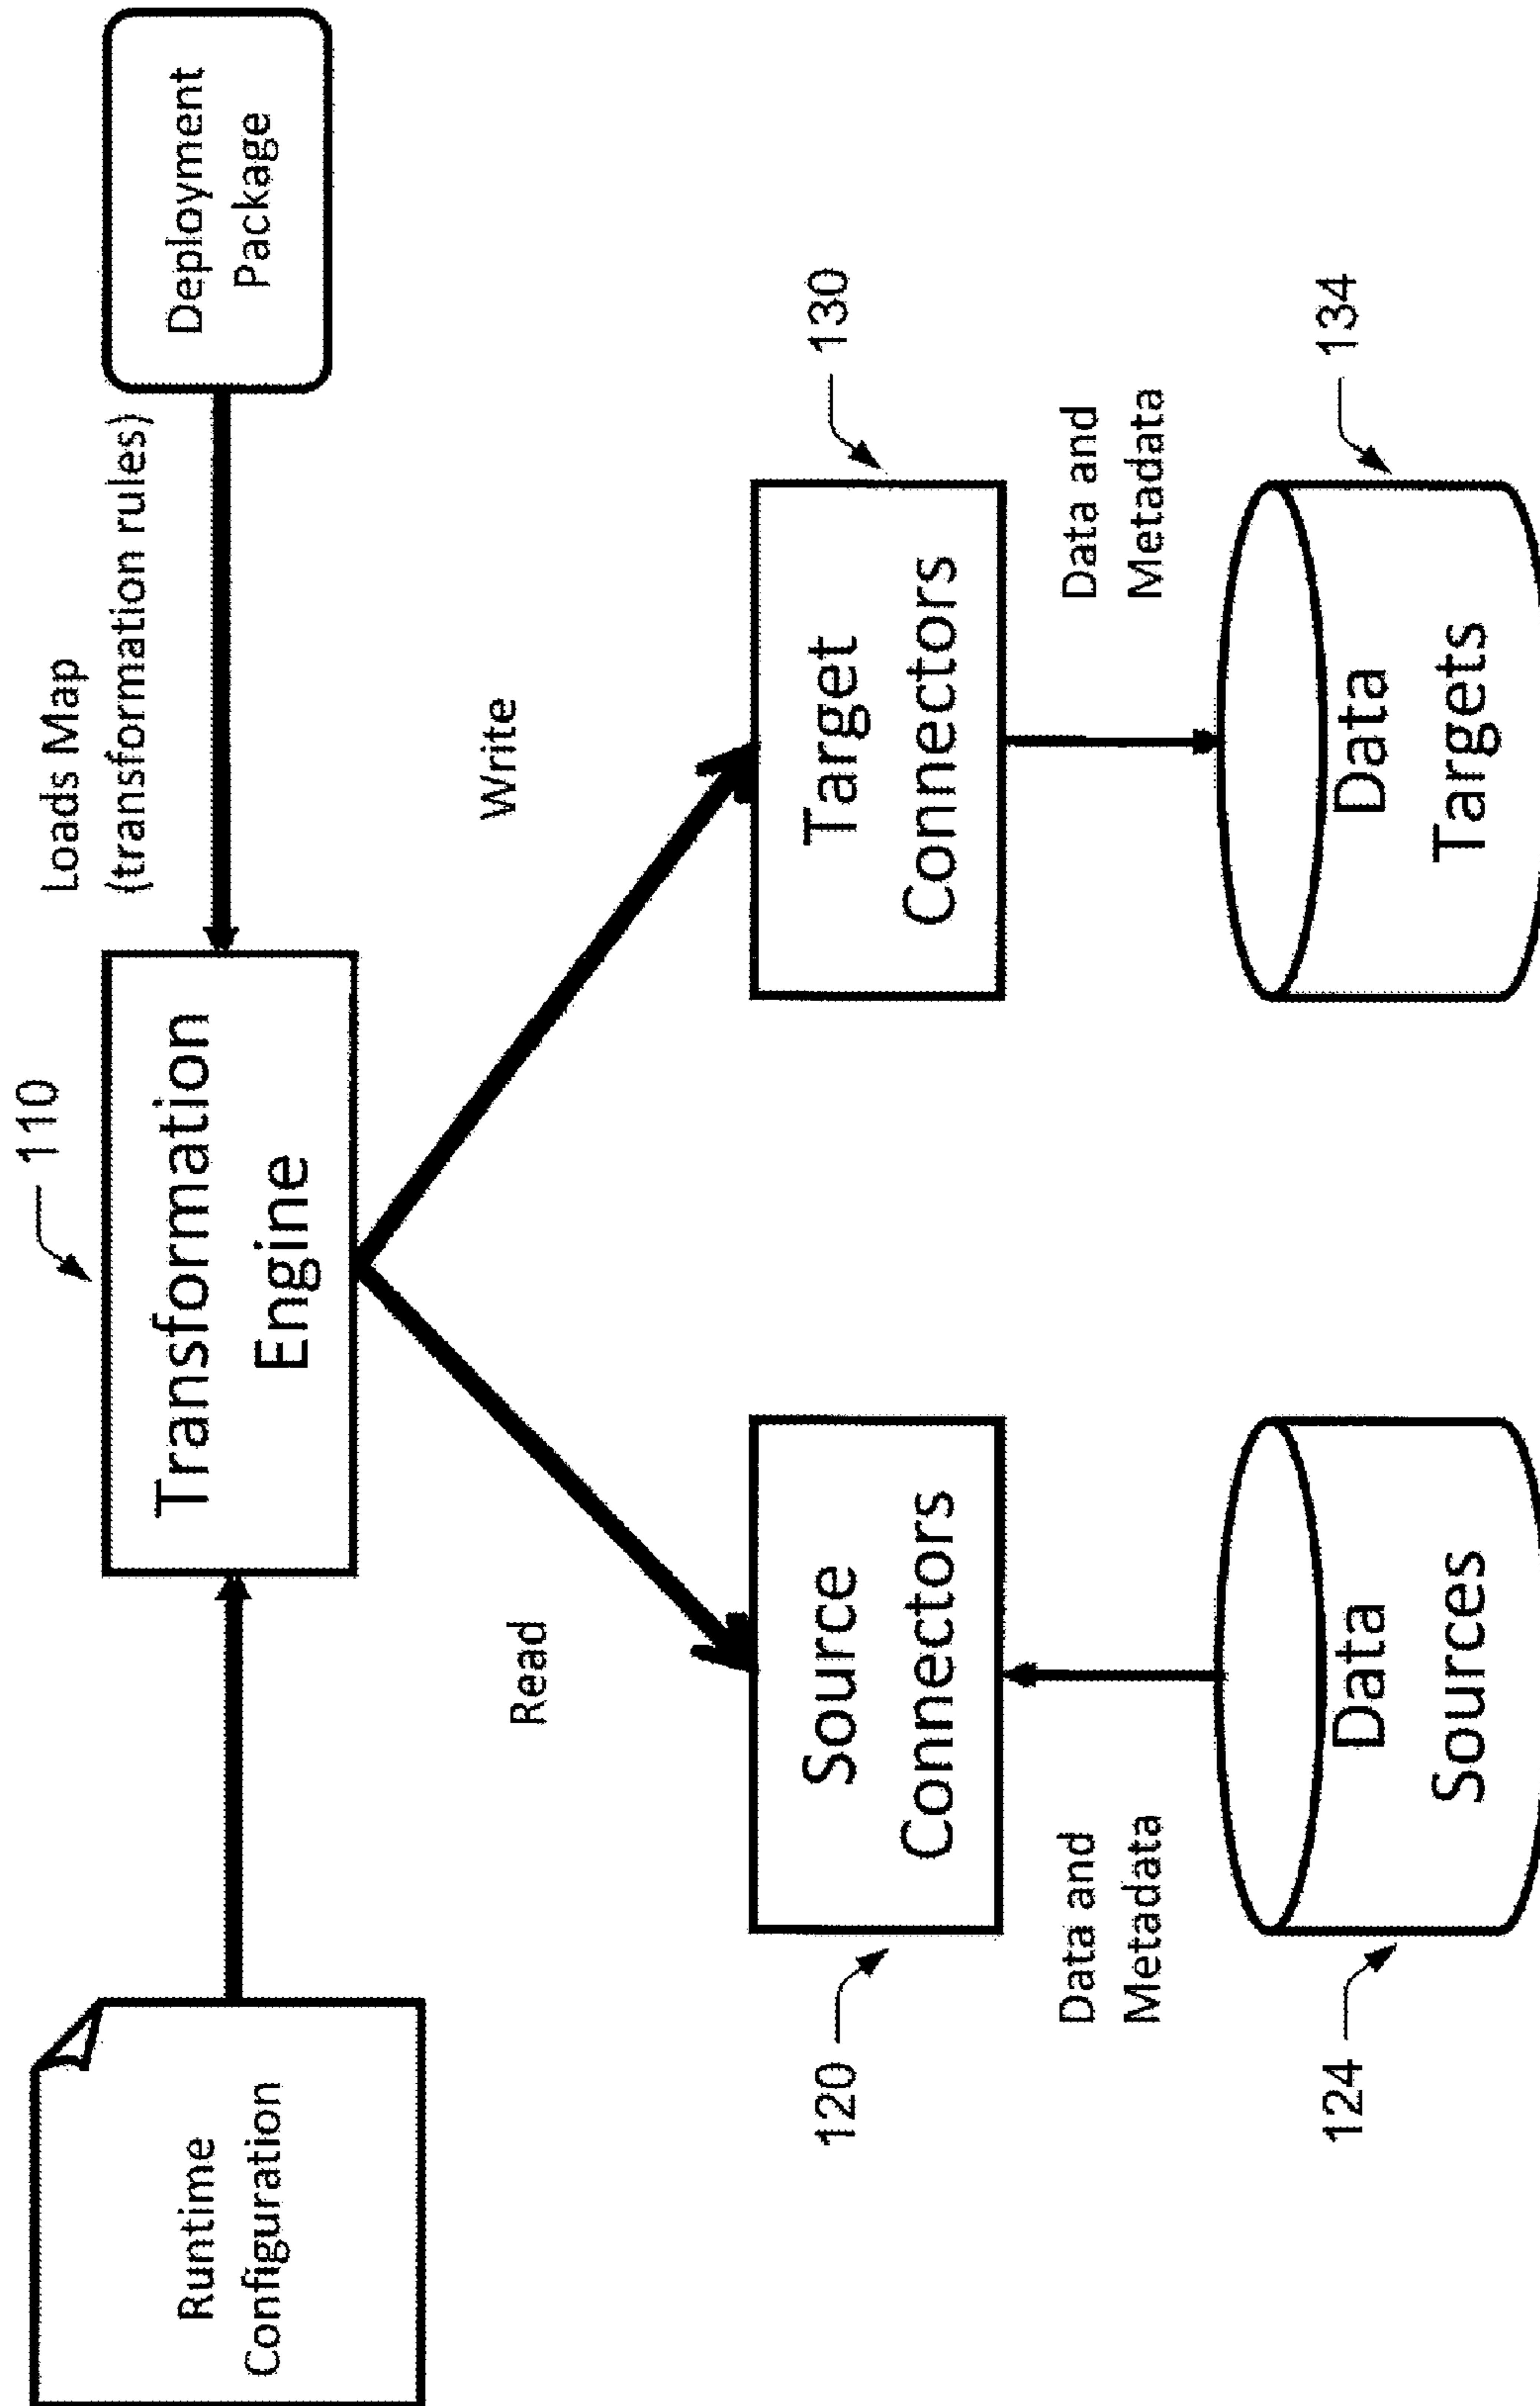 110
Loads Map
(transformation rules)
Runtime
Configuration
Transformation
Engine
Deployment
Package
Read
Write
120
Source
Connectors
Target
Connectors
130
Data and
Metadata
Data and
Metadata
124
Data
Sources
Data
Targets
134